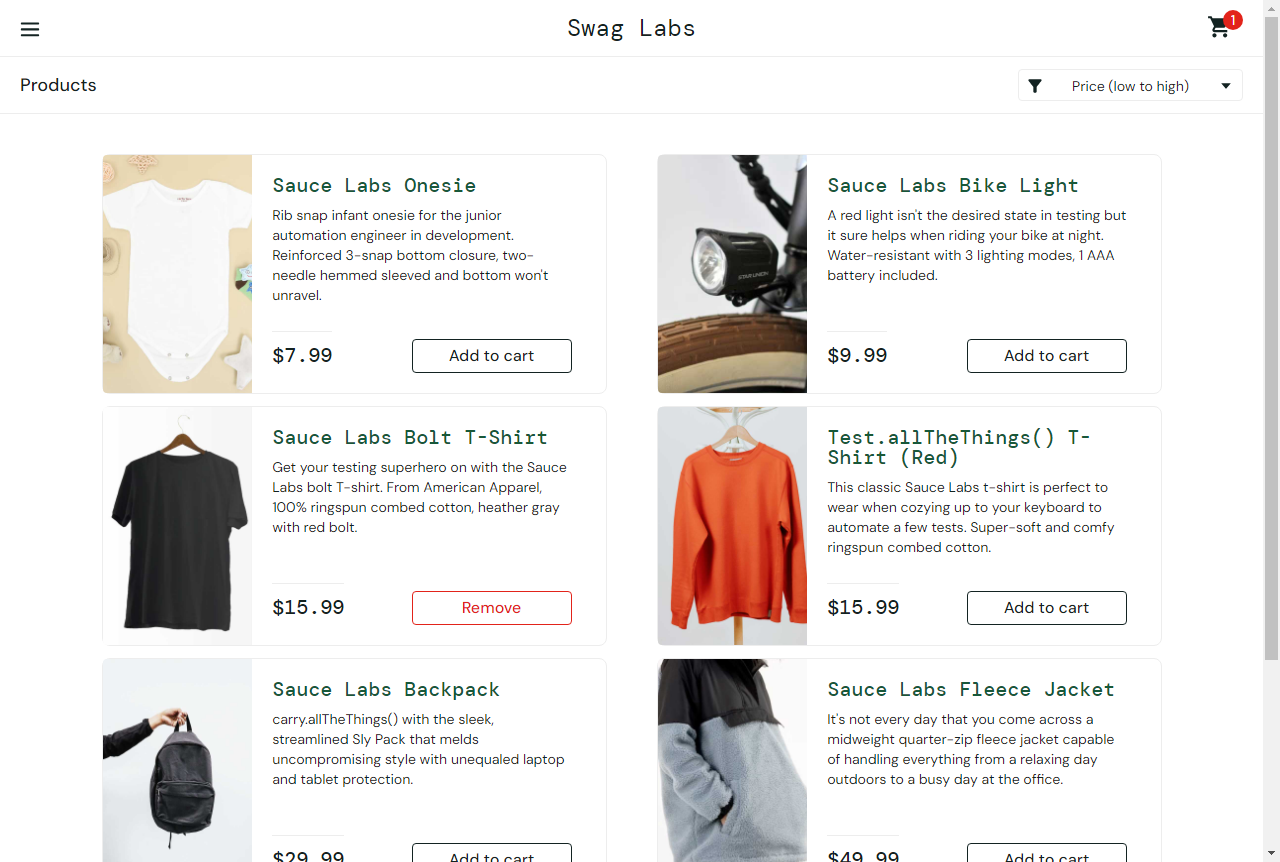 Swag Labs
1
Products
Price (low to high)
Sauce Labs Onesie
Rib snap infant onesie for the junior
automation engineer in development.
Reinforced 3-snap bottom closure, two-
needle hemmed sleeved and bottom won't
unravel.
$7.99
Add to cart
Sauce Labs Bike Light
A red light isn't the desired state in testing but
it sure helps when riding your bike at night.
Water-resistant with 3 lighting modes, 1 AAA
battery included.
$9.99
Add to cart
Sauce Labs Bolt T-Shirt
Get your testing superhero on with the Sauce
Labs bolt T-shirt. From American Apparel,
100% ringspun combed cotton, heather gray
with red bolt.
$15.99
Remove
Test.allTheThings() T-
Shirt (Red)
This classic Sauce Labs t-shirt is perfect to
wear when cozying up to your keyboard to
automate a few tests. Super-soft and comfy
ringspun combed cotton.
$15.99
Add to cart
Sauce Labs Backpack
carry.allTheThings() with the sleek,
streamlined Sly Pack that melds
uncompromising style with unequaled laptop
and tablet protection.
$29.99
Add to cart
Sauce Labs Fleece Jacket
It's not every day that you come across a
midweight quarter-zip fleece jacket capable
of handling everything from a relaxing day
outdoors to a busy day at the office.
$49.99
Add to cart